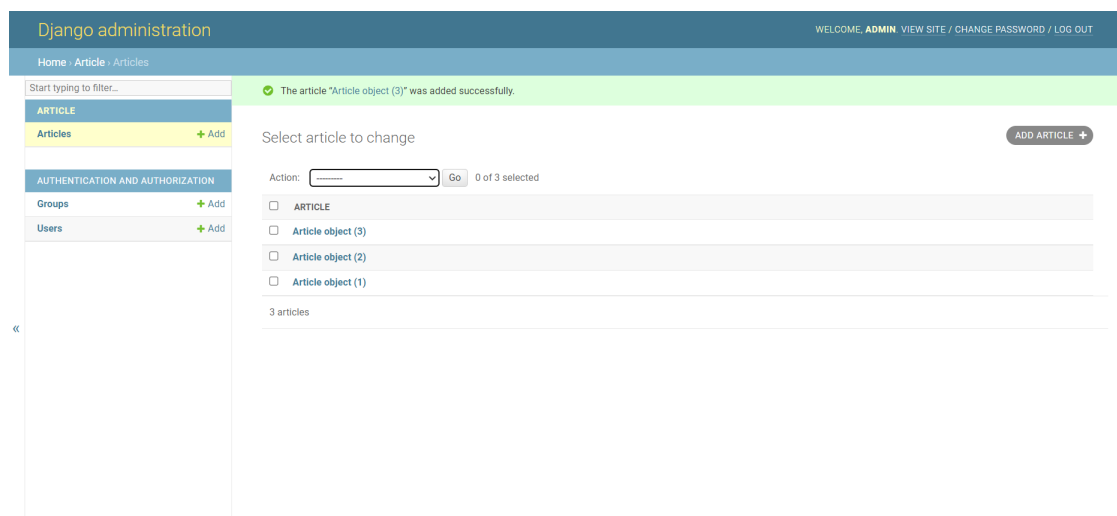 Django administration
WELCOME, ADMIN. VIEW SITE / CHANGE PASSWORD / LOG OUT
Home › Article › Articles
Start typing to filter...
ARTICLE
Articles + Add
AUTHENTICATION AND AUTHORIZATION
Groups + Add
Users + Add
«
The article “Article object (3)” was added successfully.
Select article to change
ADD ARTICLE +
Action: --------- Go 0 of 3 selected
ARTICLE
Article object (3)
Article object (2)
Article object (1)
3 articles